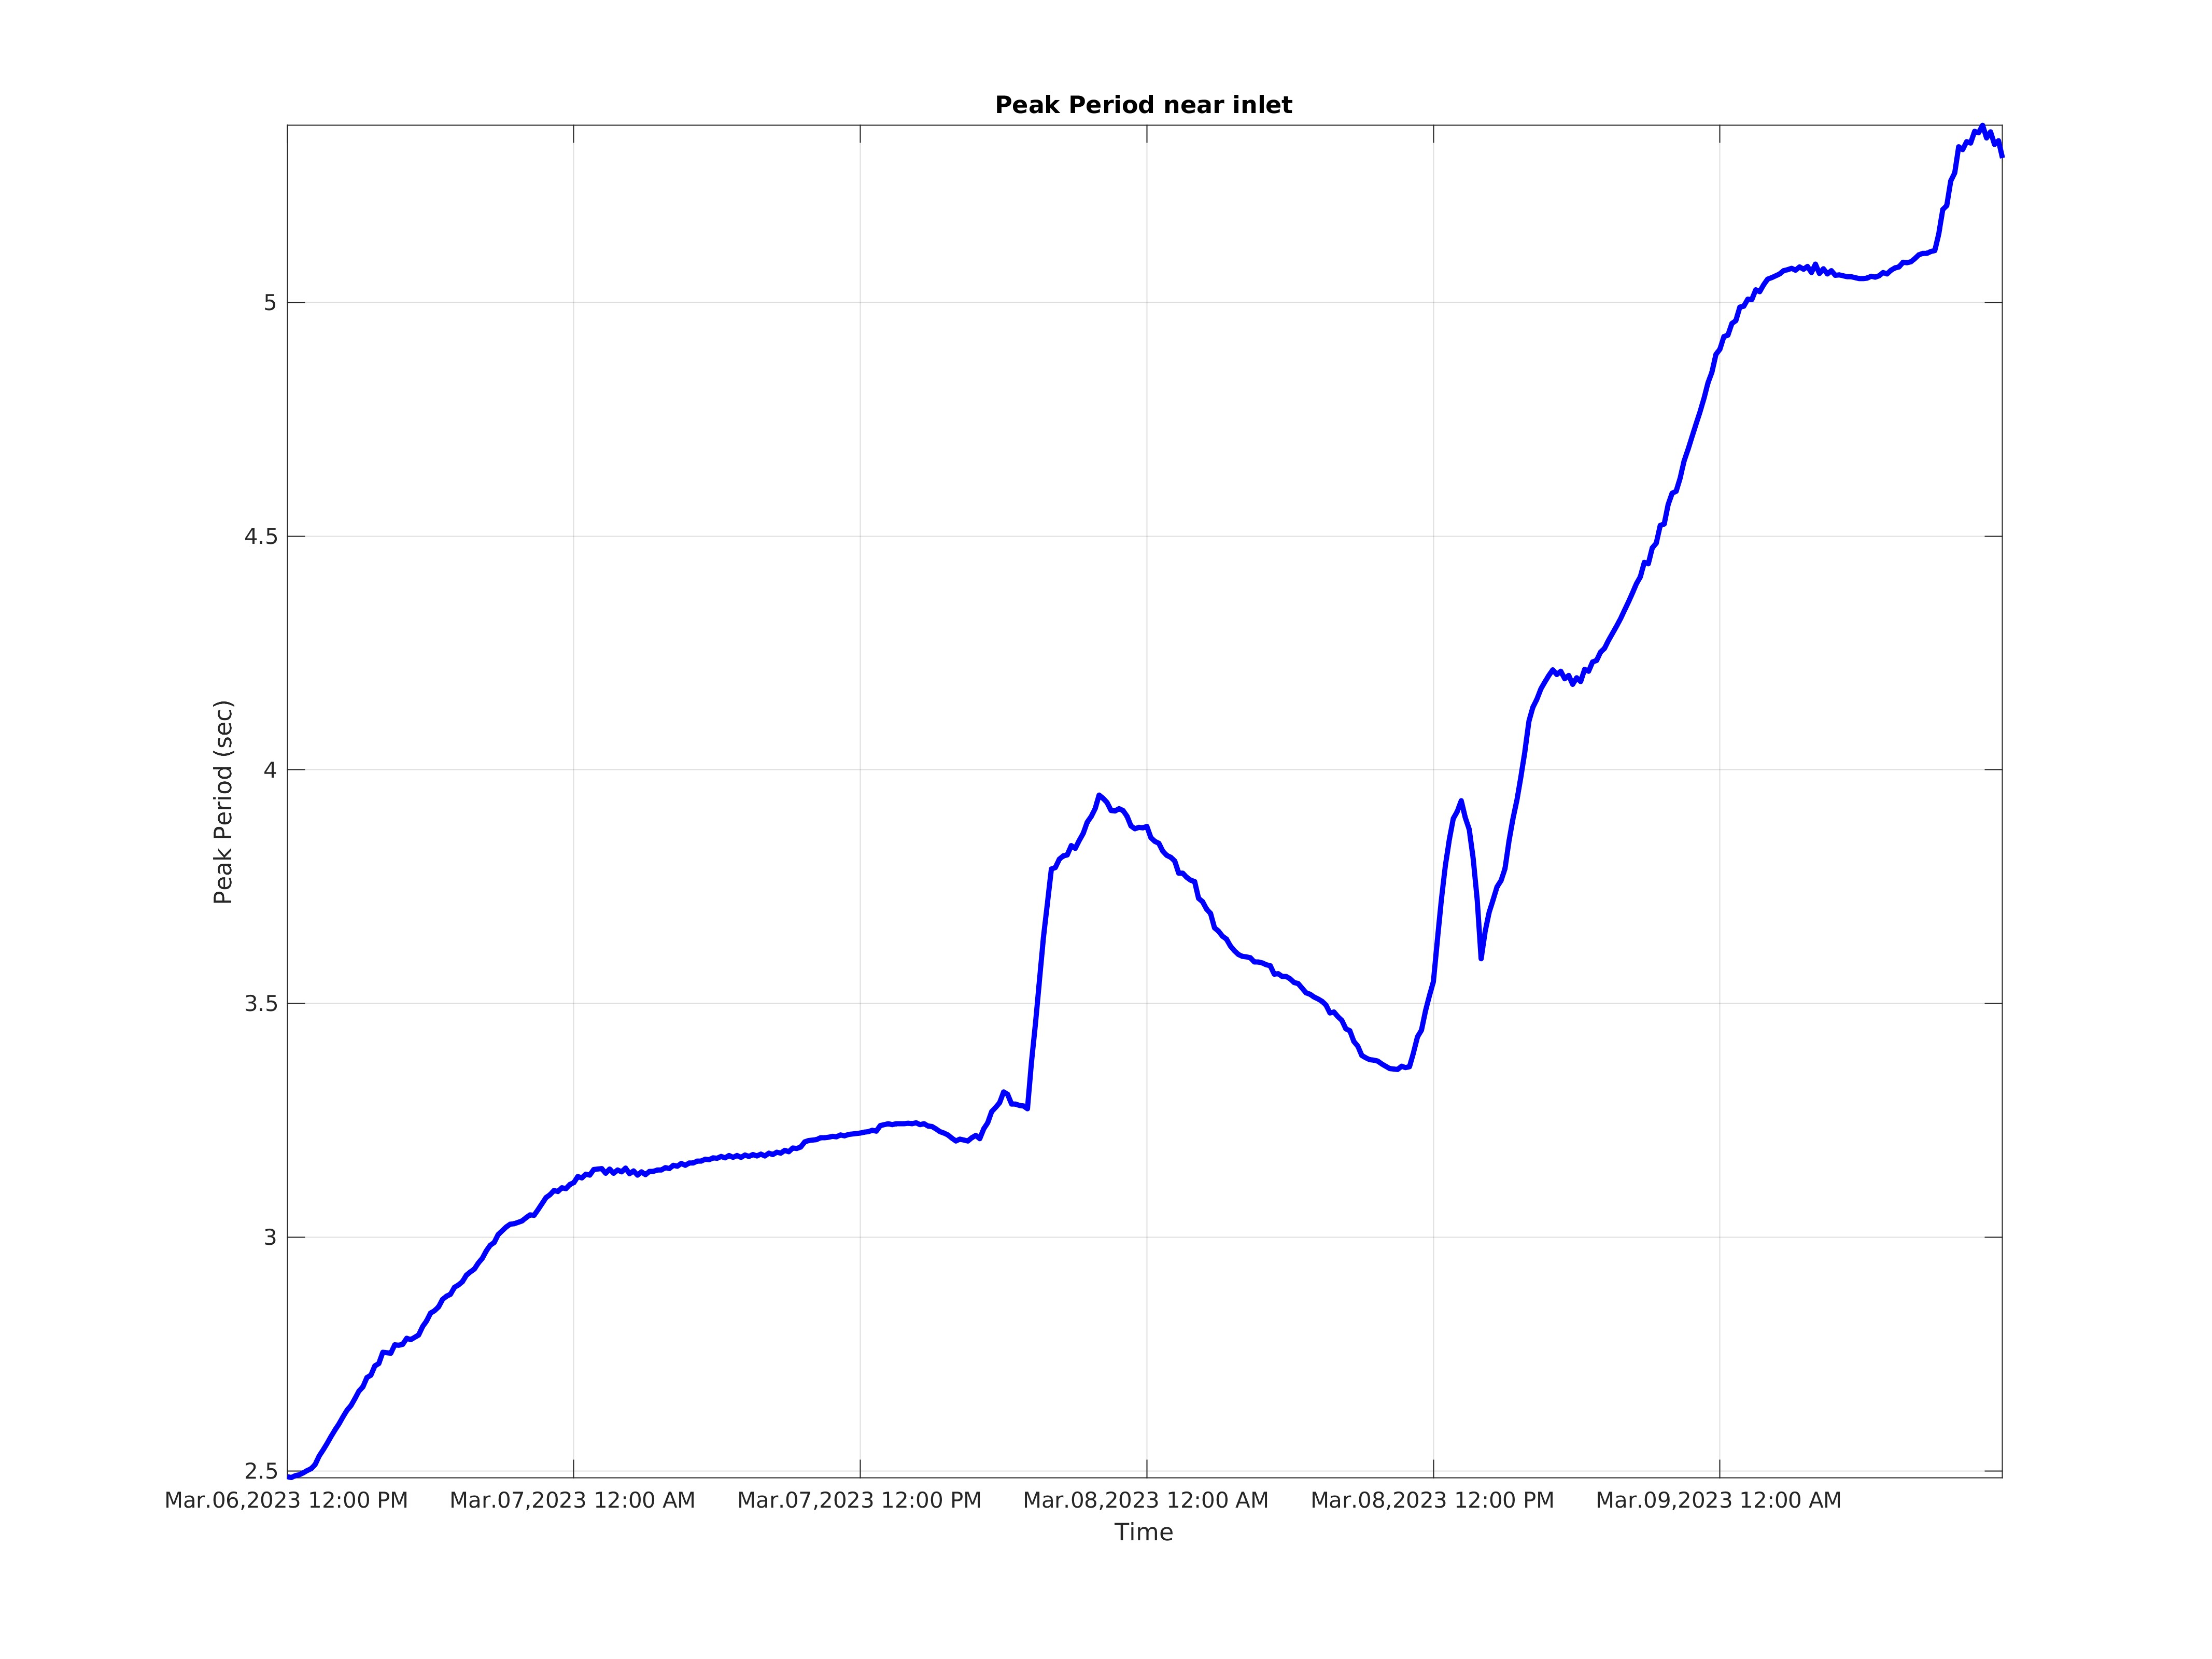 Peak Period near inlet
Peak Period (sec)
5
4.5
4
3.5
3
2.5
Mar.06,2023 12:00 PM
Mar.07,2023 12:00 AM
Mar.07,2023 12:00 PM
Mar.08,2023 12:00 AM
Mar.08,2023 12:00 PM
Mar.09,2023 12:00 AM
Time